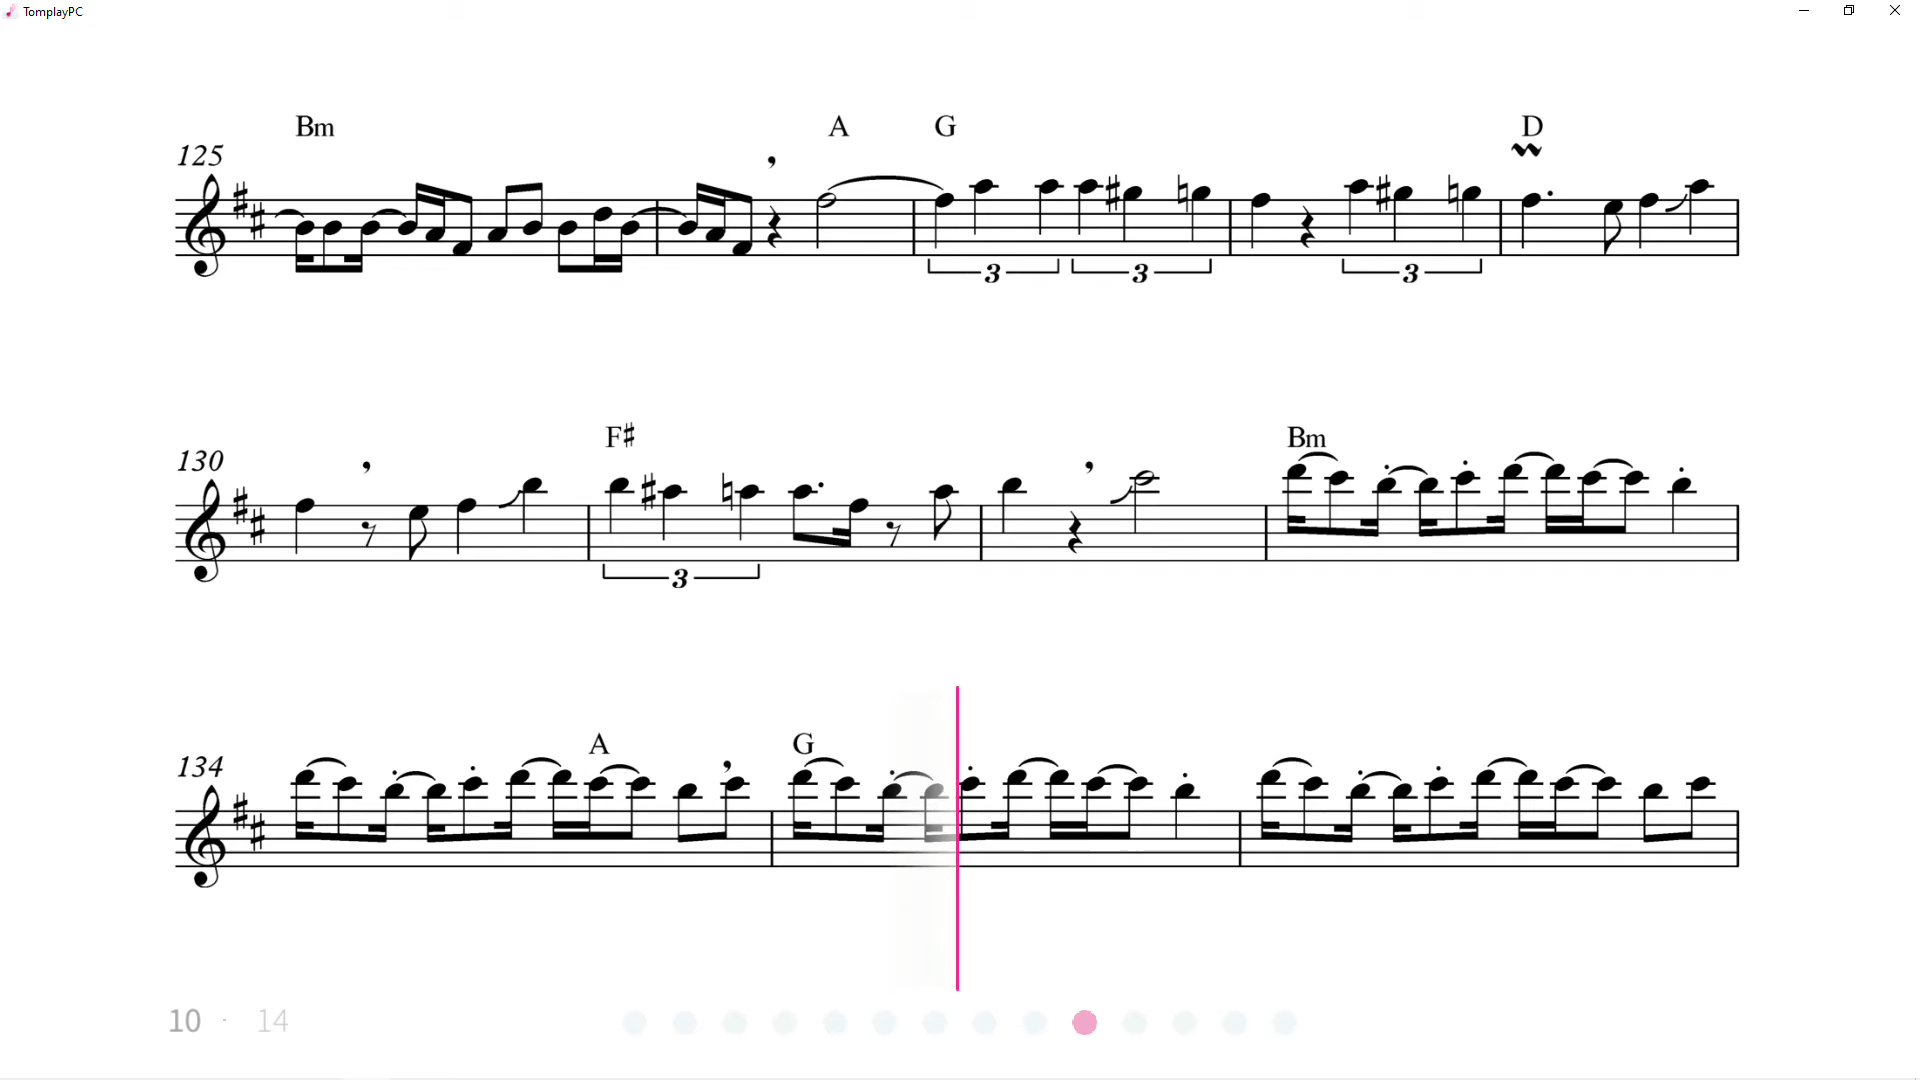 TomplayPC
Bm A G D
125
3 3 3
F♯ Bm
130
3
A G
134
10 - 14